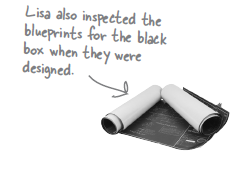 Lisa also inspected the
blueprints for the black
box when they were
designed.